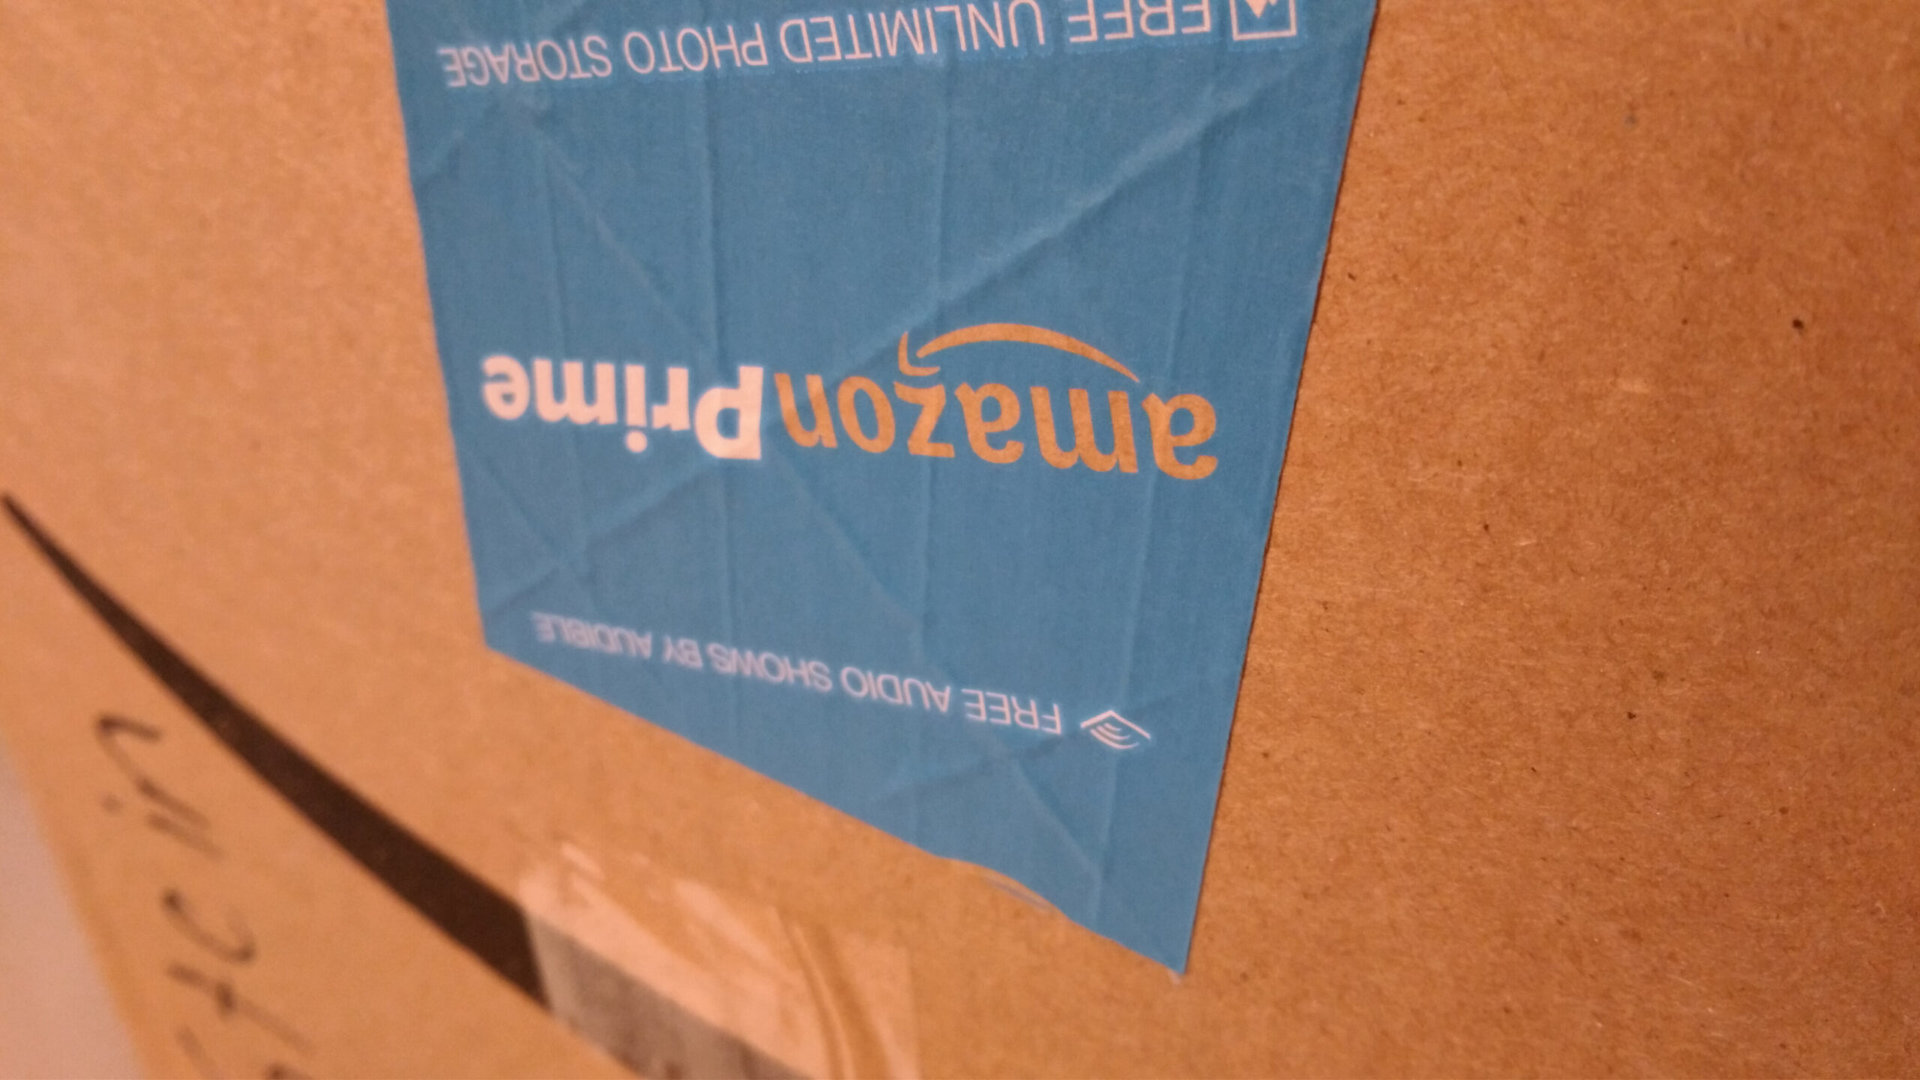 FREE AUDIO SHOWS BY AUDIBLE
amazon Prime
FREE UNLIMITED PHOTO STORAGE